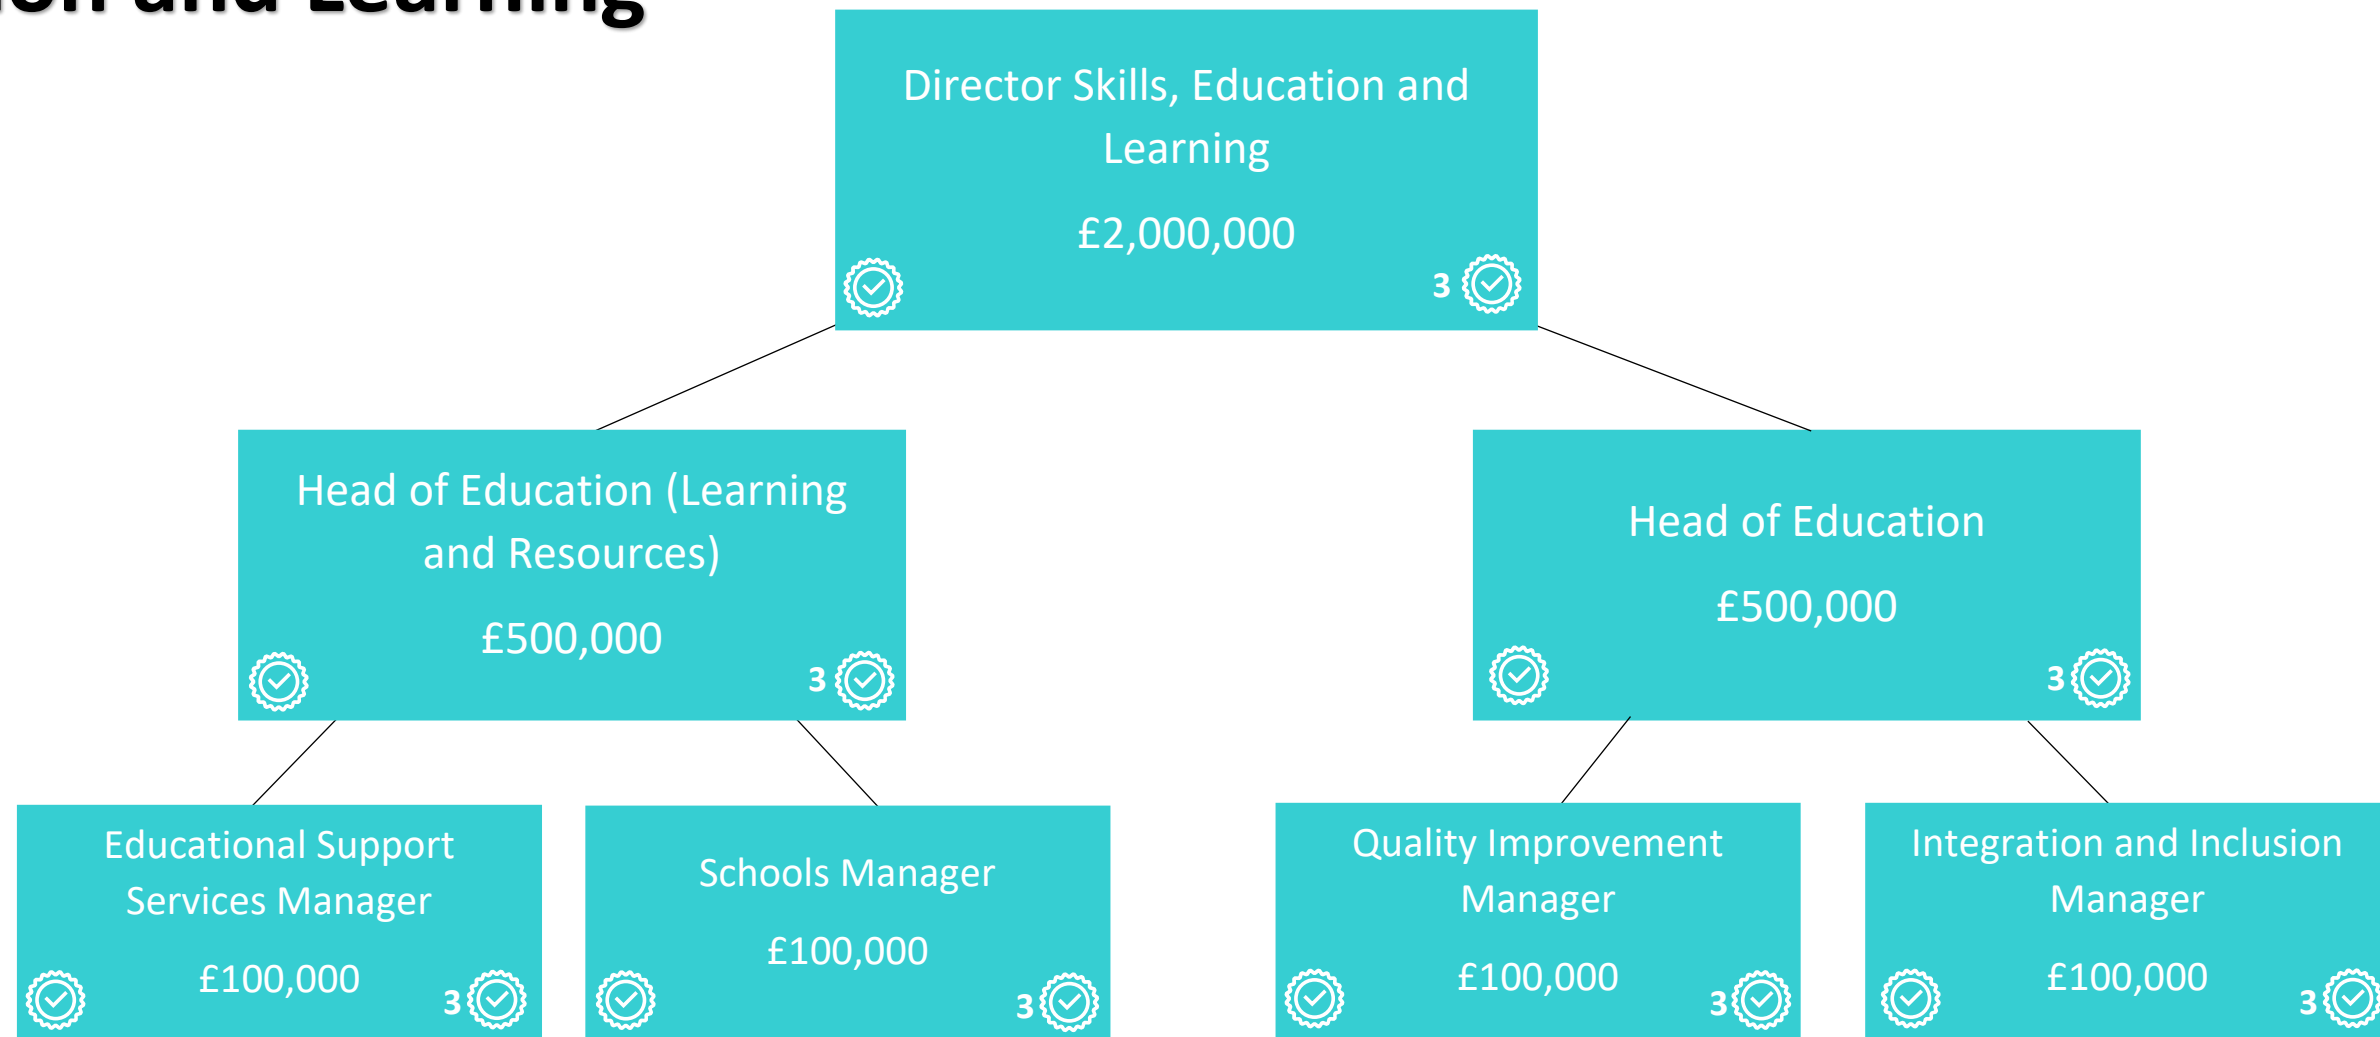 and Learning
Director Skills, Education and
Learning
£2,000,000
3
Head of Education (Learning
and Resources)
£500,000
3
Head of Education
£500,000
3
Educational Support
Services Manager
£100,000
3
Schools Manager
£100,000
3
Quality Improvement
Manager
£100,000
3
Integration and Inclusion
Manager
£100,000
3